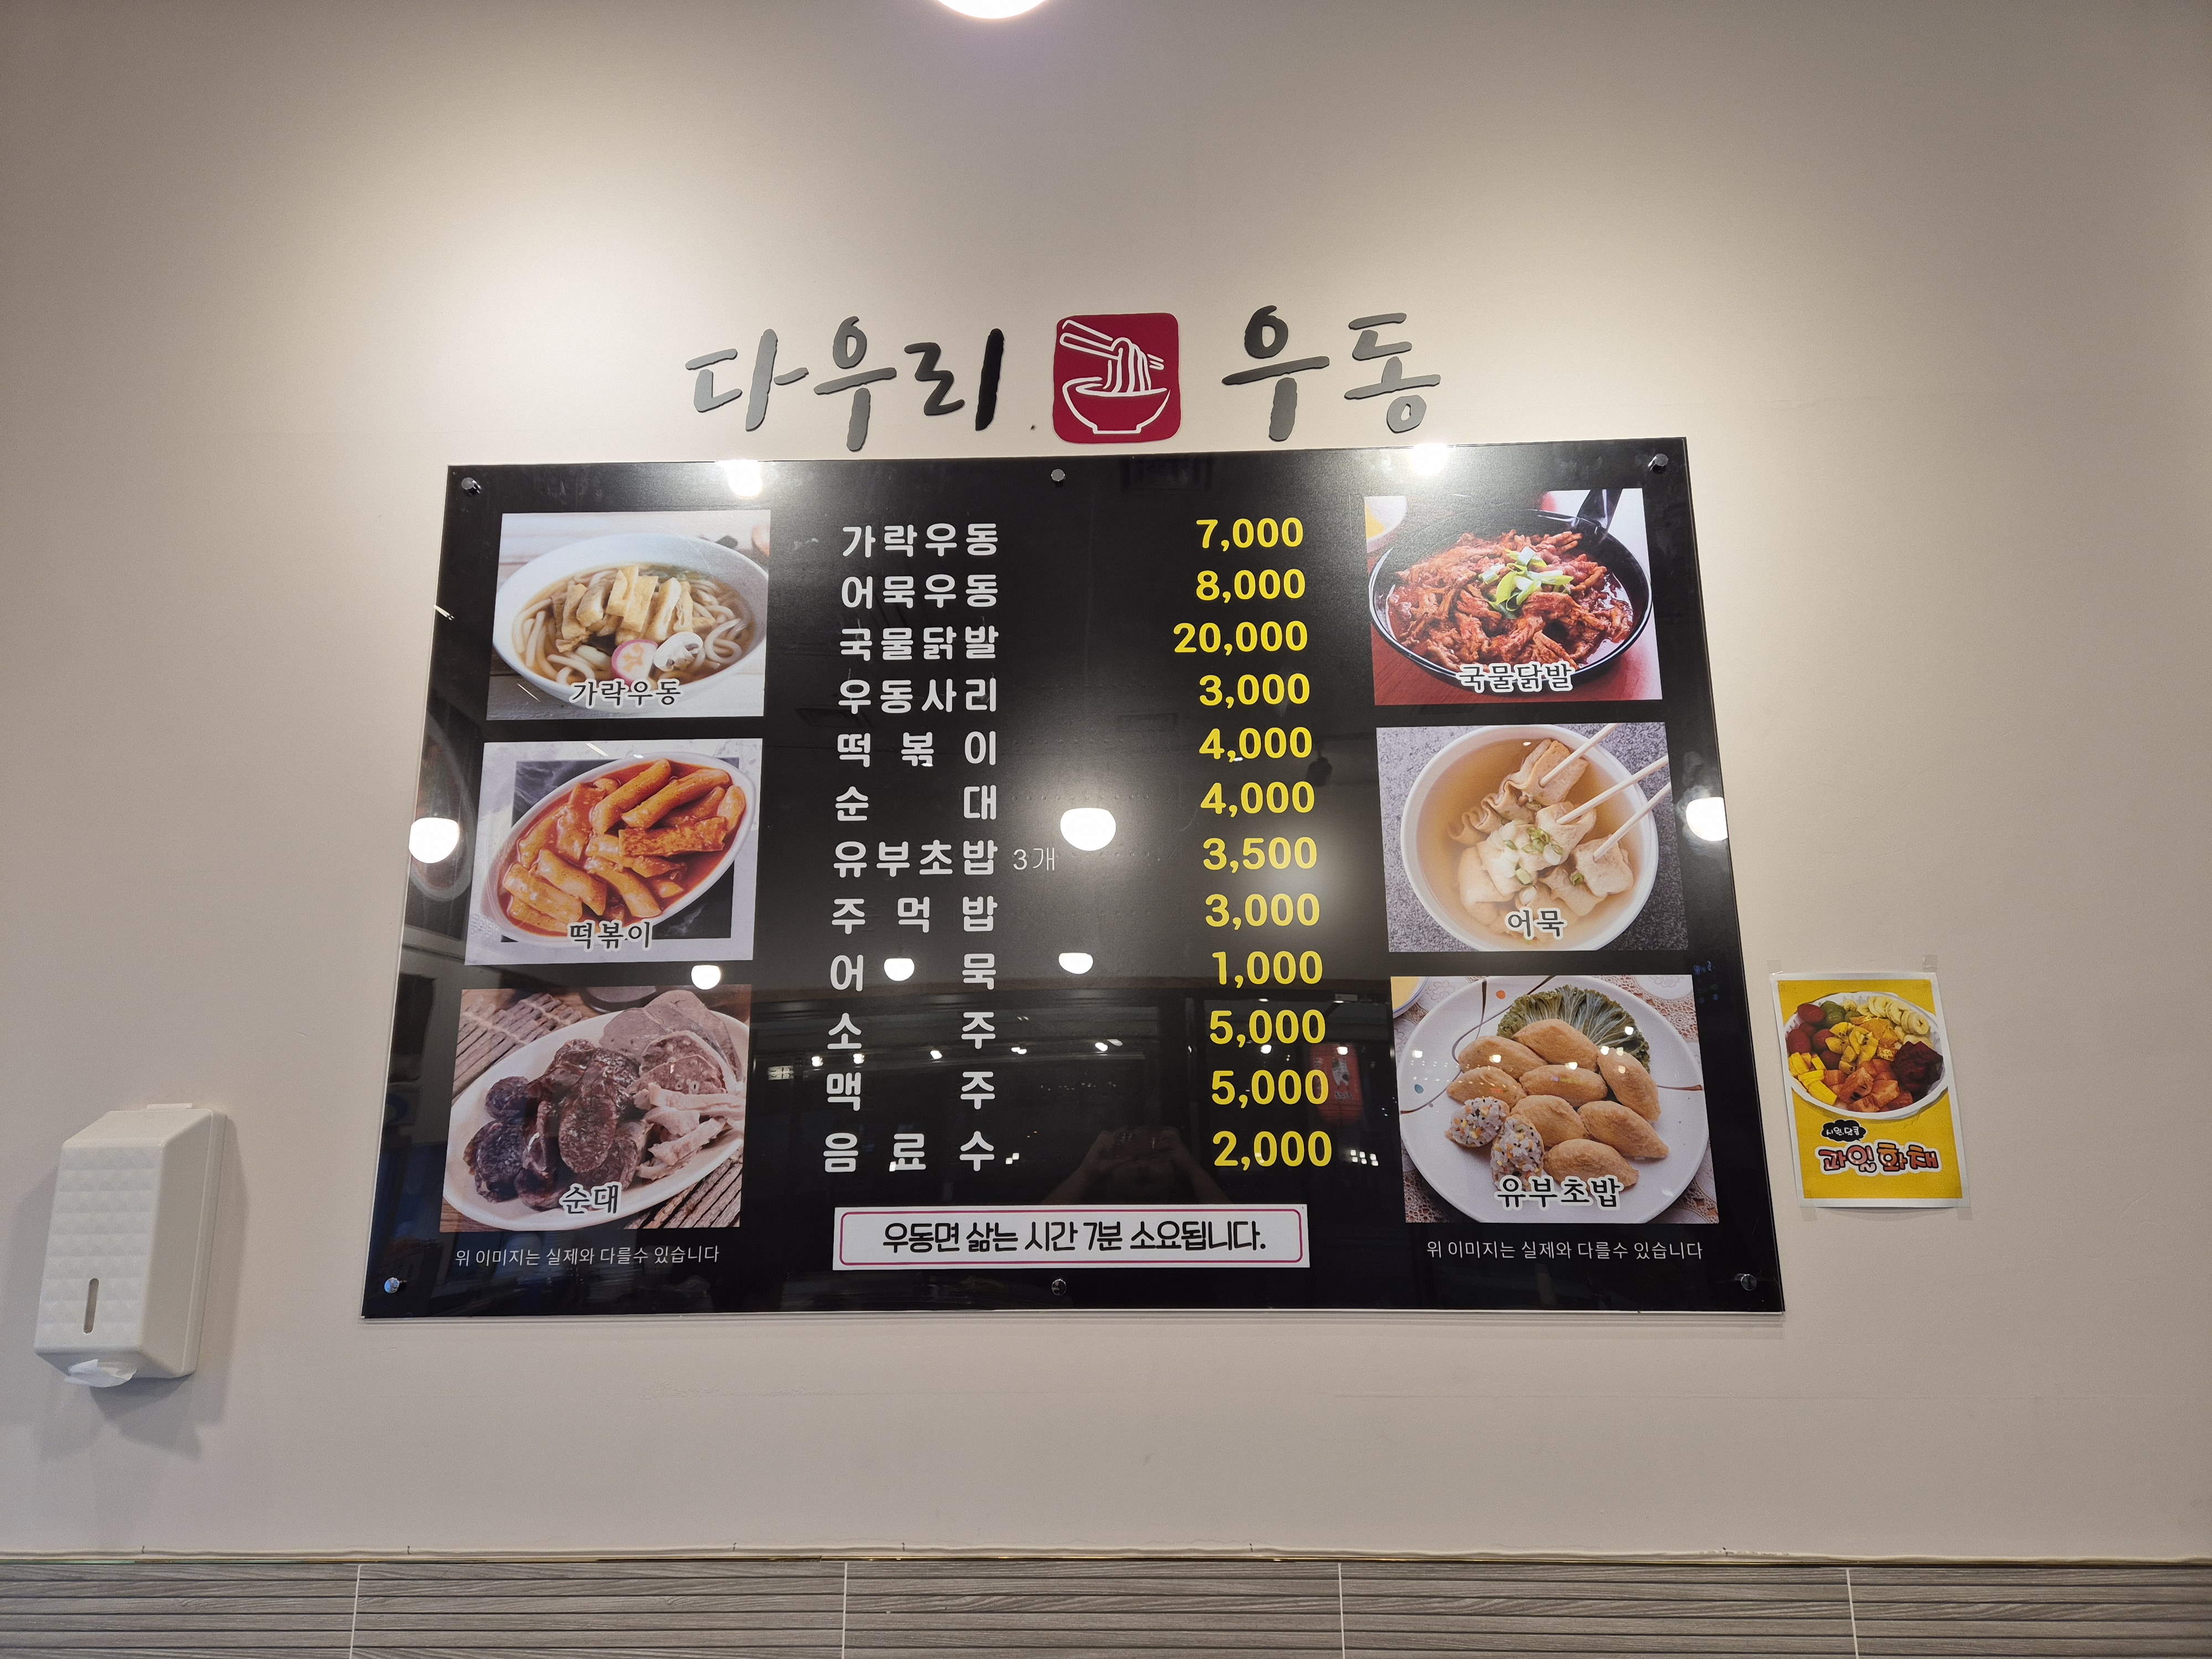 다우리 우동
가락우동 7,000
어묵우동 8,000
국물닭발 20,000
우동사리 3,000
떡볶이 4,000
순대 4,000
유부초밥 3개 3,500
주먹밥 3,000
어묵 1,000
소주 5,000
맥주 5,000
음료수 2,000
우동면 삶는 시간 7분 소요됩니다.
가락우동
떡볶이
순대
위 이미지는 실제와 다를수 있습니다
국물닭발
어묵
유부초밥
위 이미지는 실제와 다를수 있습니다
시원달콤
과일화채